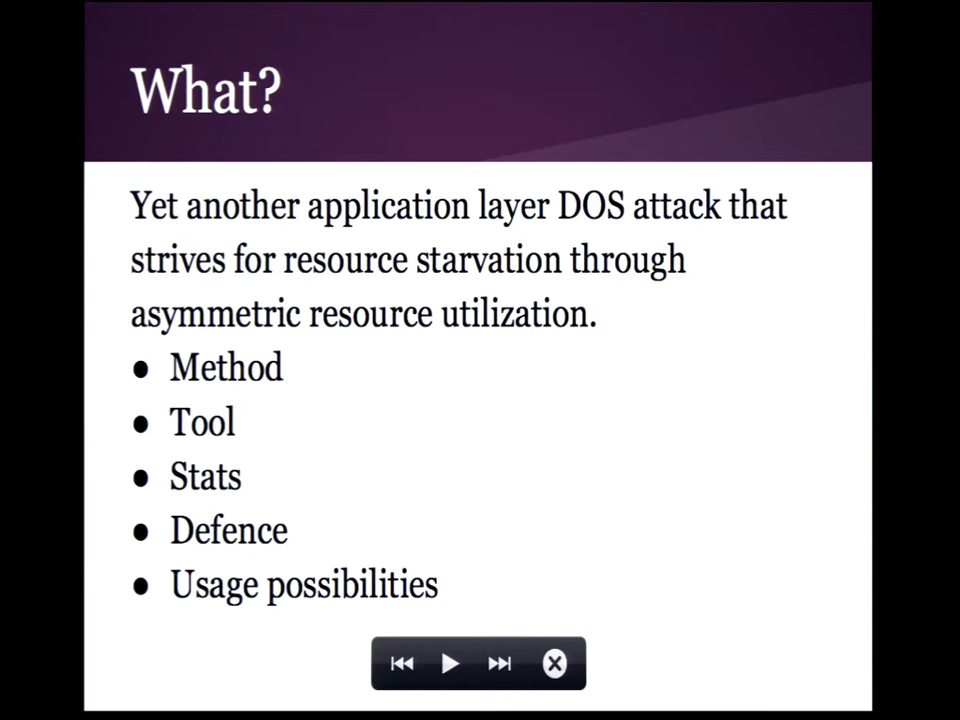 What?
Yet another application layer DOS attack that
strives for resource starvation through
asymmetric resource utilization.
● Method
● Tool
● Stats
● Defence
● Usage possibilities